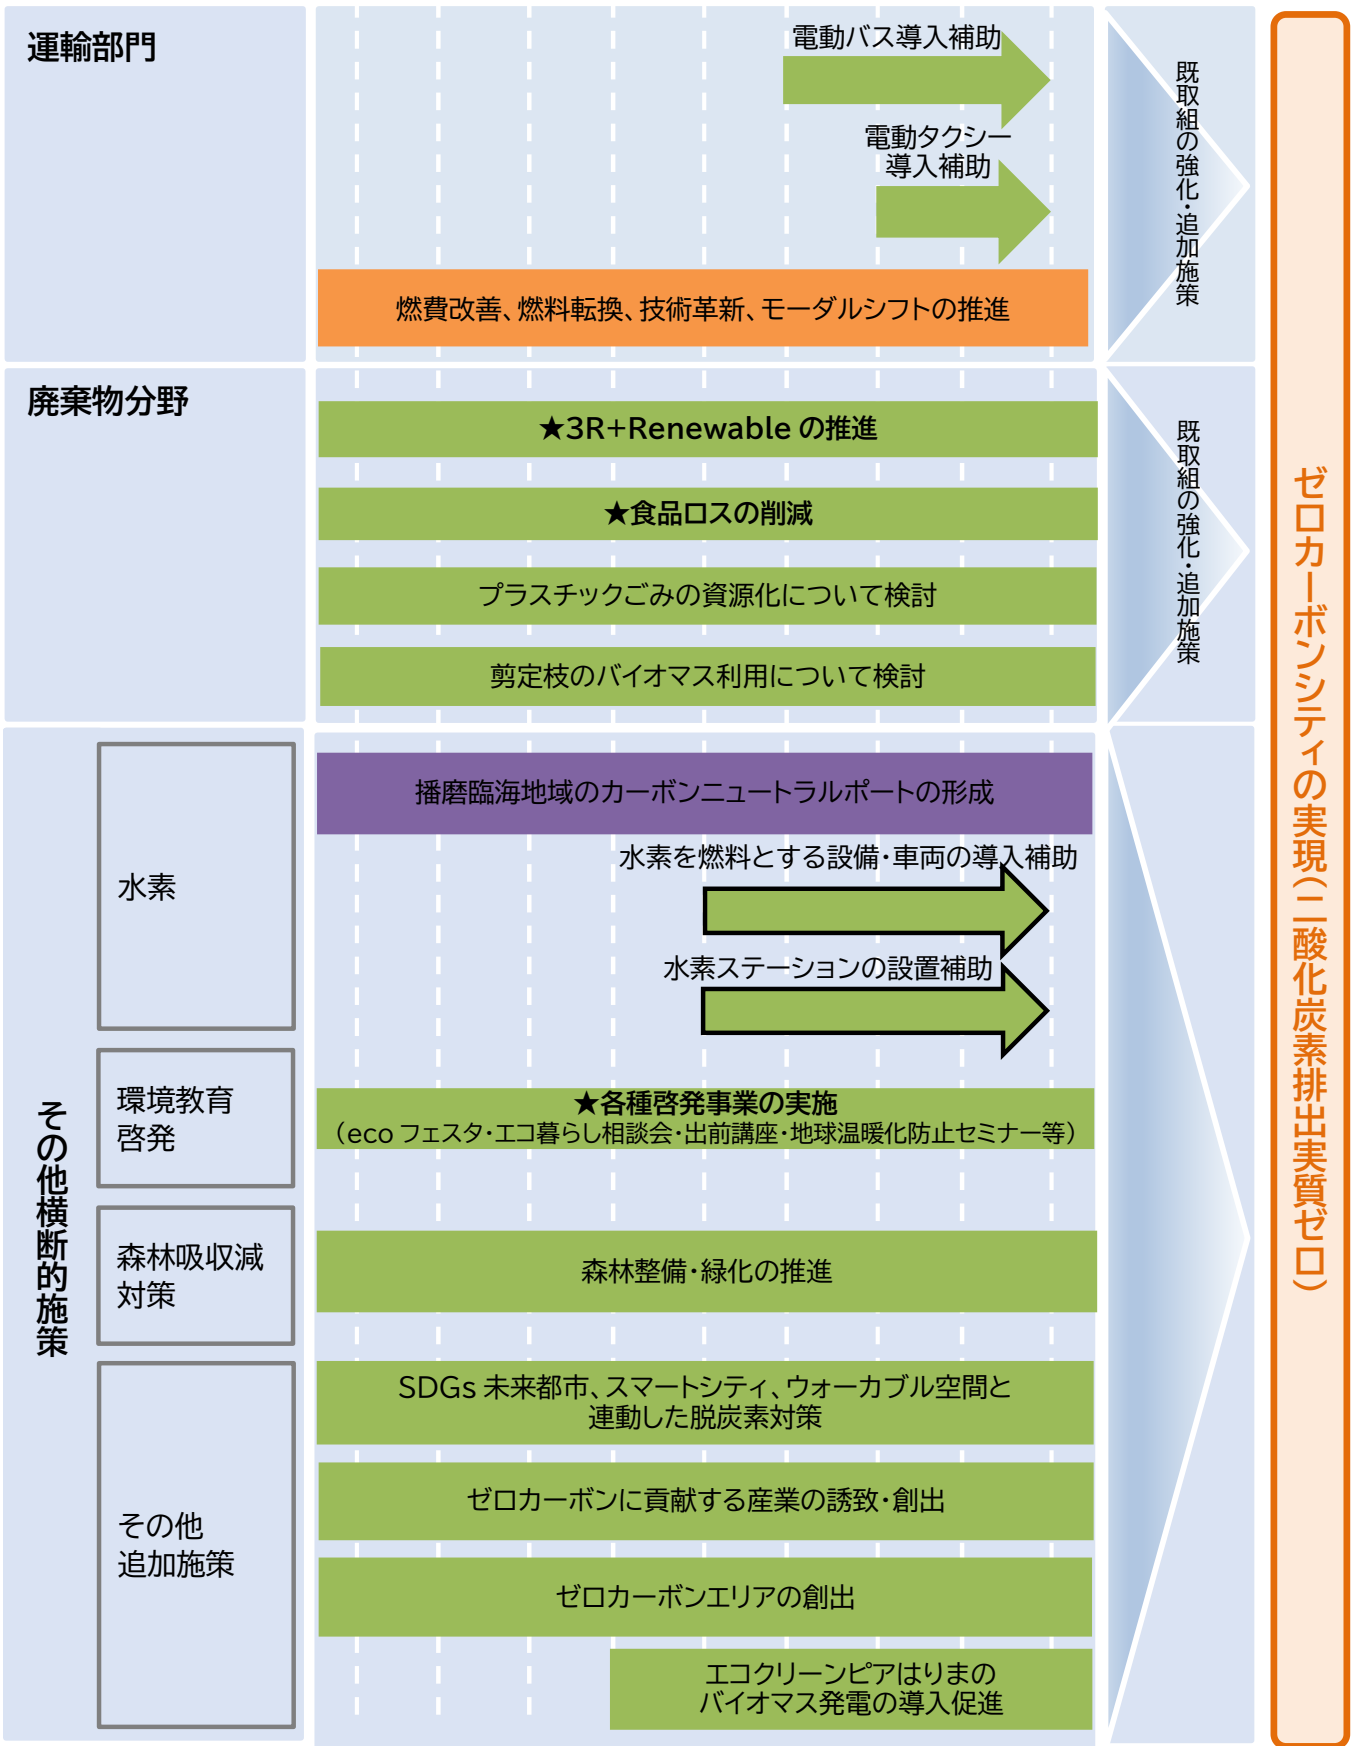 運輸部門
電動バス導入補助
電動タクシー
導入補助
燃費改善、燃料転換、技術革新、モーダルシフトの推進
既取組の強化・追加施策
廃棄物分野
★3R+Renewable の推進
★食品ロスの削減
プラスチックごみの資源化について検討
剪定枝のバイオマス利用について検討
既取組の強化・追加施策
その他横断的施策
水素
播磨臨海地域のカーボンニュートラルポートの形成
水素を燃料とする設備・車両の導入補助
水素ステーションの設置補助
環境教育
啓発
★各種啓発事業の実施
（eco フェスタ・エコ暮らし相談会・出前講座・地球温暖化防止セミナー等）
森林吸収減
対策
森林整備・緑化の推進
その他
追加施策
SDGs 未来都市、スマートシティ、ウォーカブル空間と
連動した脱炭素対策
ゼロカーボンに貢献する産業の誘致・創出
ゼロカーボンエリアの創出
エコクリーンピアはりまの
バイオマス発電の導入促進
ゼロカーボンシティの実現（二酸化炭素排出実質ゼロ）